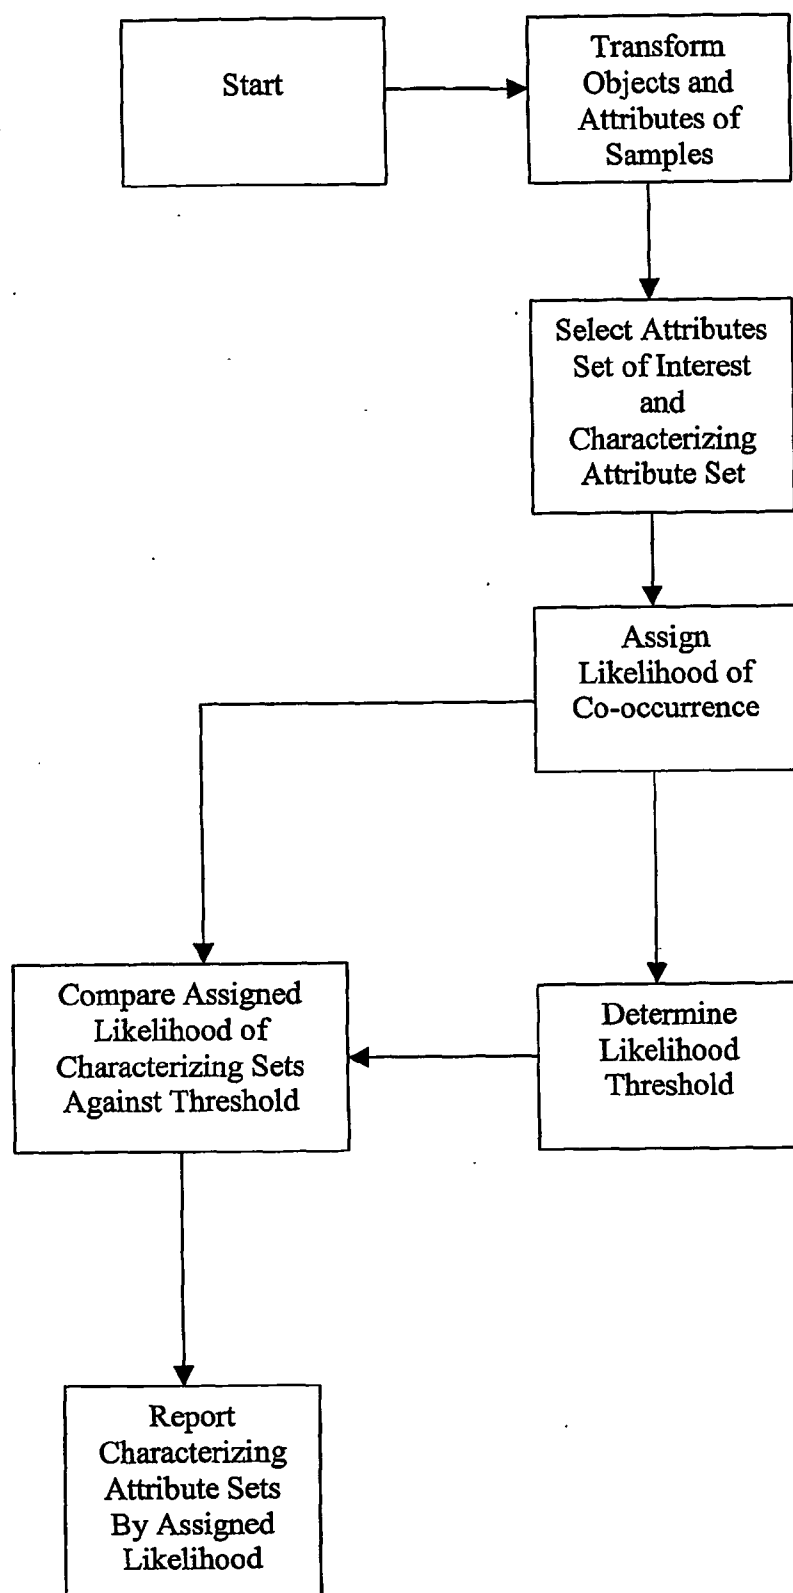 Start
Transform
Objects and
Attributes of
Samples
Select Attributes
Set of Interest
and
Characterizing
Attribute Set
Assign
Likelihood of
Co-occurrence
Compare Assigned
Likelihood of
Characterizing Sets
Against Threshold
Determine
Likelihood
Threshold
Report
Characterizing
Attribute Sets
By Assigned
Likelihood